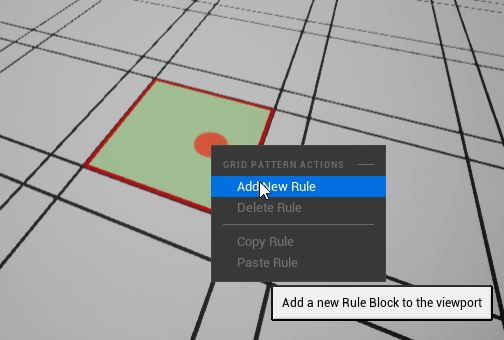 GRID PATTERN ACTIONS
Add New Rule
Delete Rule
Copy Rule
Paste Rule
Add a new Rule Block to the viewport